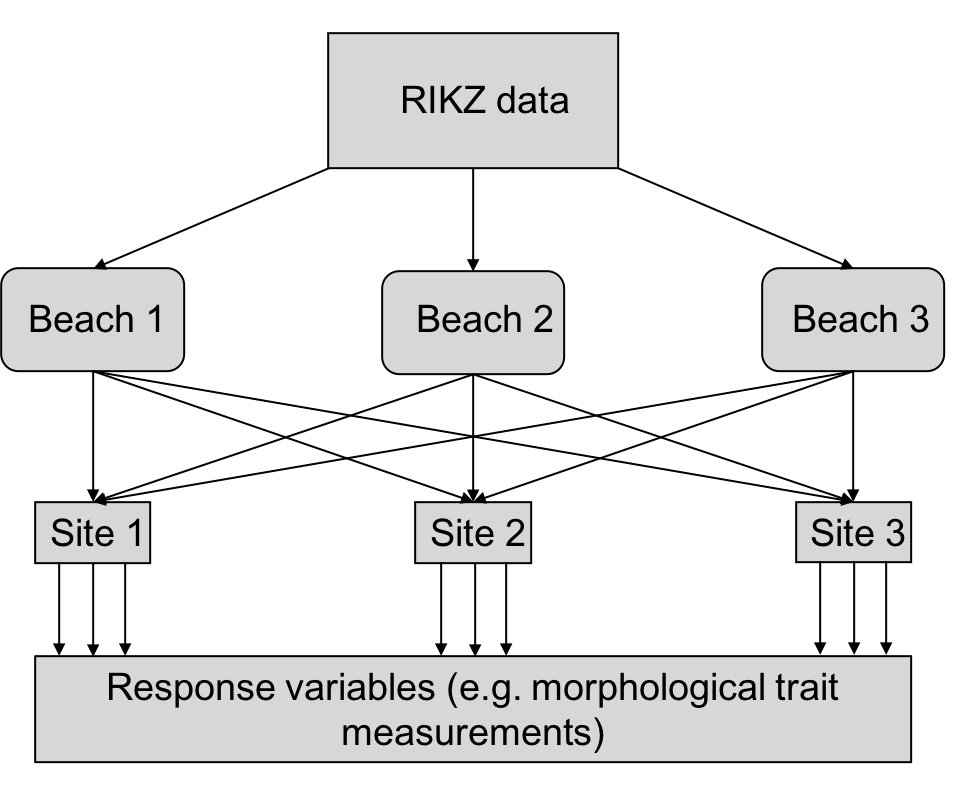 RIKZ data
Beach 1
Beach 2
Beach 3
Site 1
Site 2
Site 3
Response variables (e.g. morphological trait
measurements)